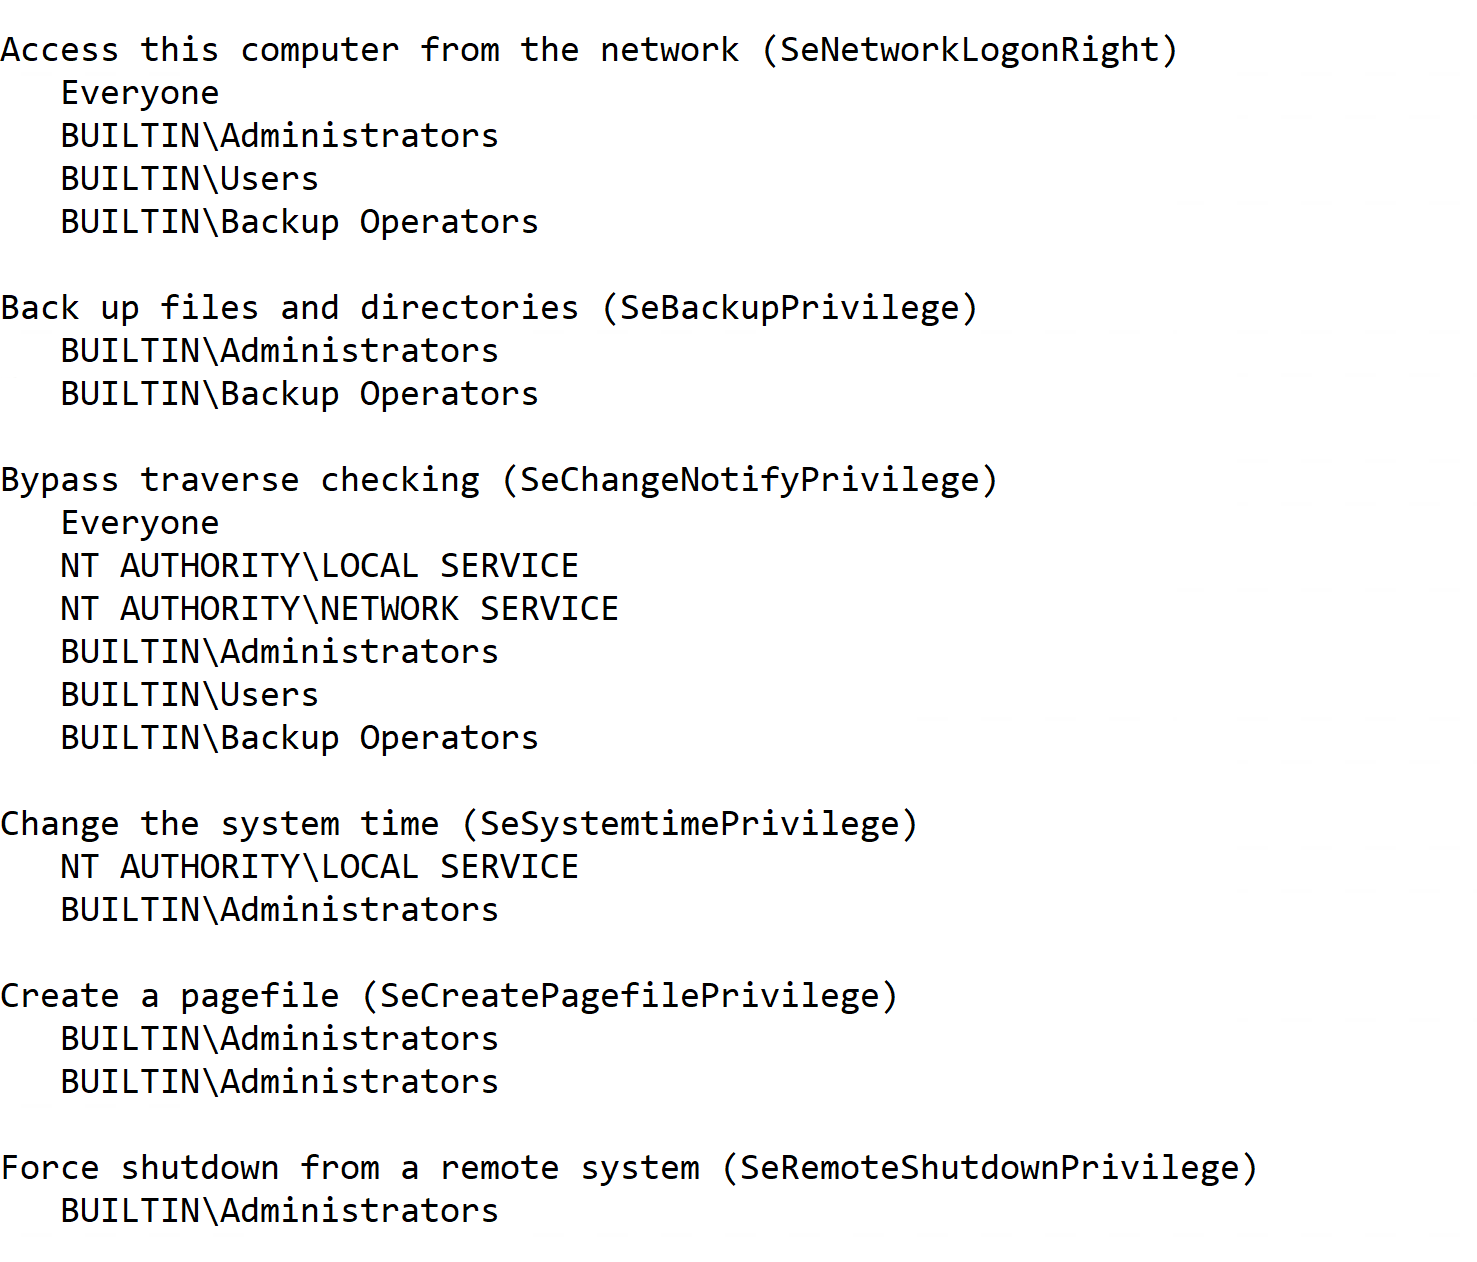 Access this computer from the network (SeNetworkLogonRight)
   Everyone
   BUILTIN\Administrators
   BUILTIN\Users
   BUILTIN\Backup Operators

Back up files and directories (SeBackupPrivilege)
   BUILTIN\Administrators
   BUILTIN\Backup Operators

Bypass traverse checking (SeChangeNotifyPrivilege)
   Everyone
   NT AUTHORITY\LOCAL SERVICE
   NT AUTHORITY\NETWORK SERVICE
   BUILTIN\Administrators
   BUILTIN\Users
   BUILTIN\Backup Operators

Change the system time (SeSystemtimePrivilege)
   NT AUTHORITY\LOCAL SERVICE
   BUILTIN\Administrators

Create a pagefile (SeCreatePagefilePrivilege)
   BUILTIN\Administrators
   BUILTIN\Administrators

Force shutdown from a remote system (SeRemoteShutdownPrivilege)
   BUILTIN\Administrators